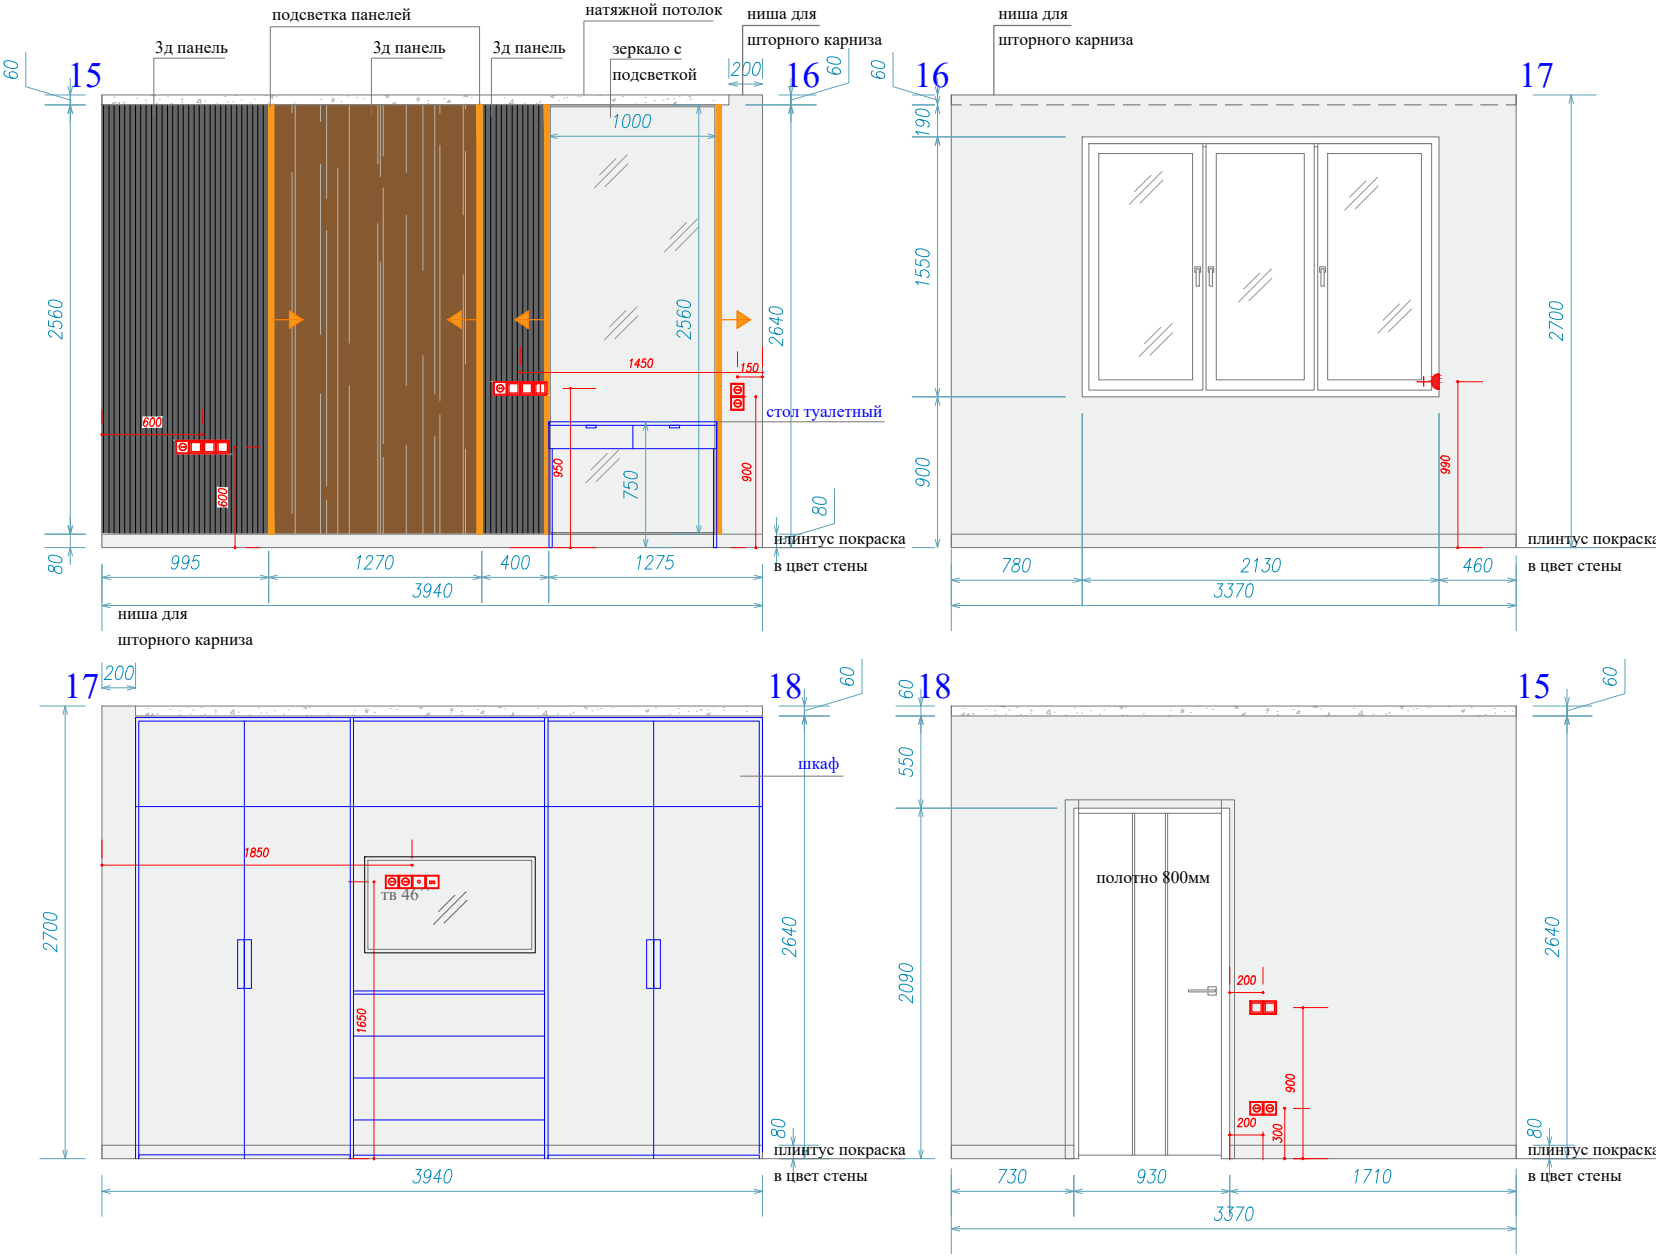 подсветка панелей
натяжной потолок
ниша для
шторного карниза
ниша для
шторного карниза
3д панель
3д панель
3д панель
зеркало с
подсветкой
60
15
200
16
60
60
16
17
1000
190
2560
2560
2640
1550
2700
1450
150
600
стол туалетный
600
950
750
900
80
900
990
80
плинтус покраска
в цвет стены
плинтус покраска
в цвет стены
995
1270
400
1275
3940
780
2130
460
3370
ниша для
шторного карниза
17
200
18
60
60
18
15
60
шкаф
550
1850
тв 46
полотно 800мм
2700
2640
2090
2640
1650
200
900
200
300
80
80
плинтус покраска
в цвет стены
плинтус покраска
в цвет стены
3940
730
930
1710
3370